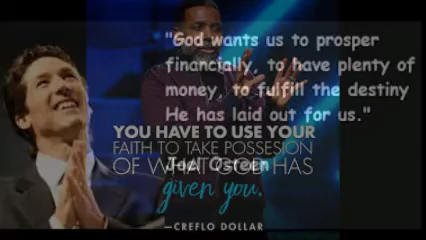 "God wants us to prosper
financially, to have plenty of
money, to fulfill the destiny
He has laid out for us."
Joel Osteen
YOU HAVE TO USE YOUR
FAITH TO TAKE POSSESION
OF WHAT GOD HAS
given you.
—CREFLO DOLLAR